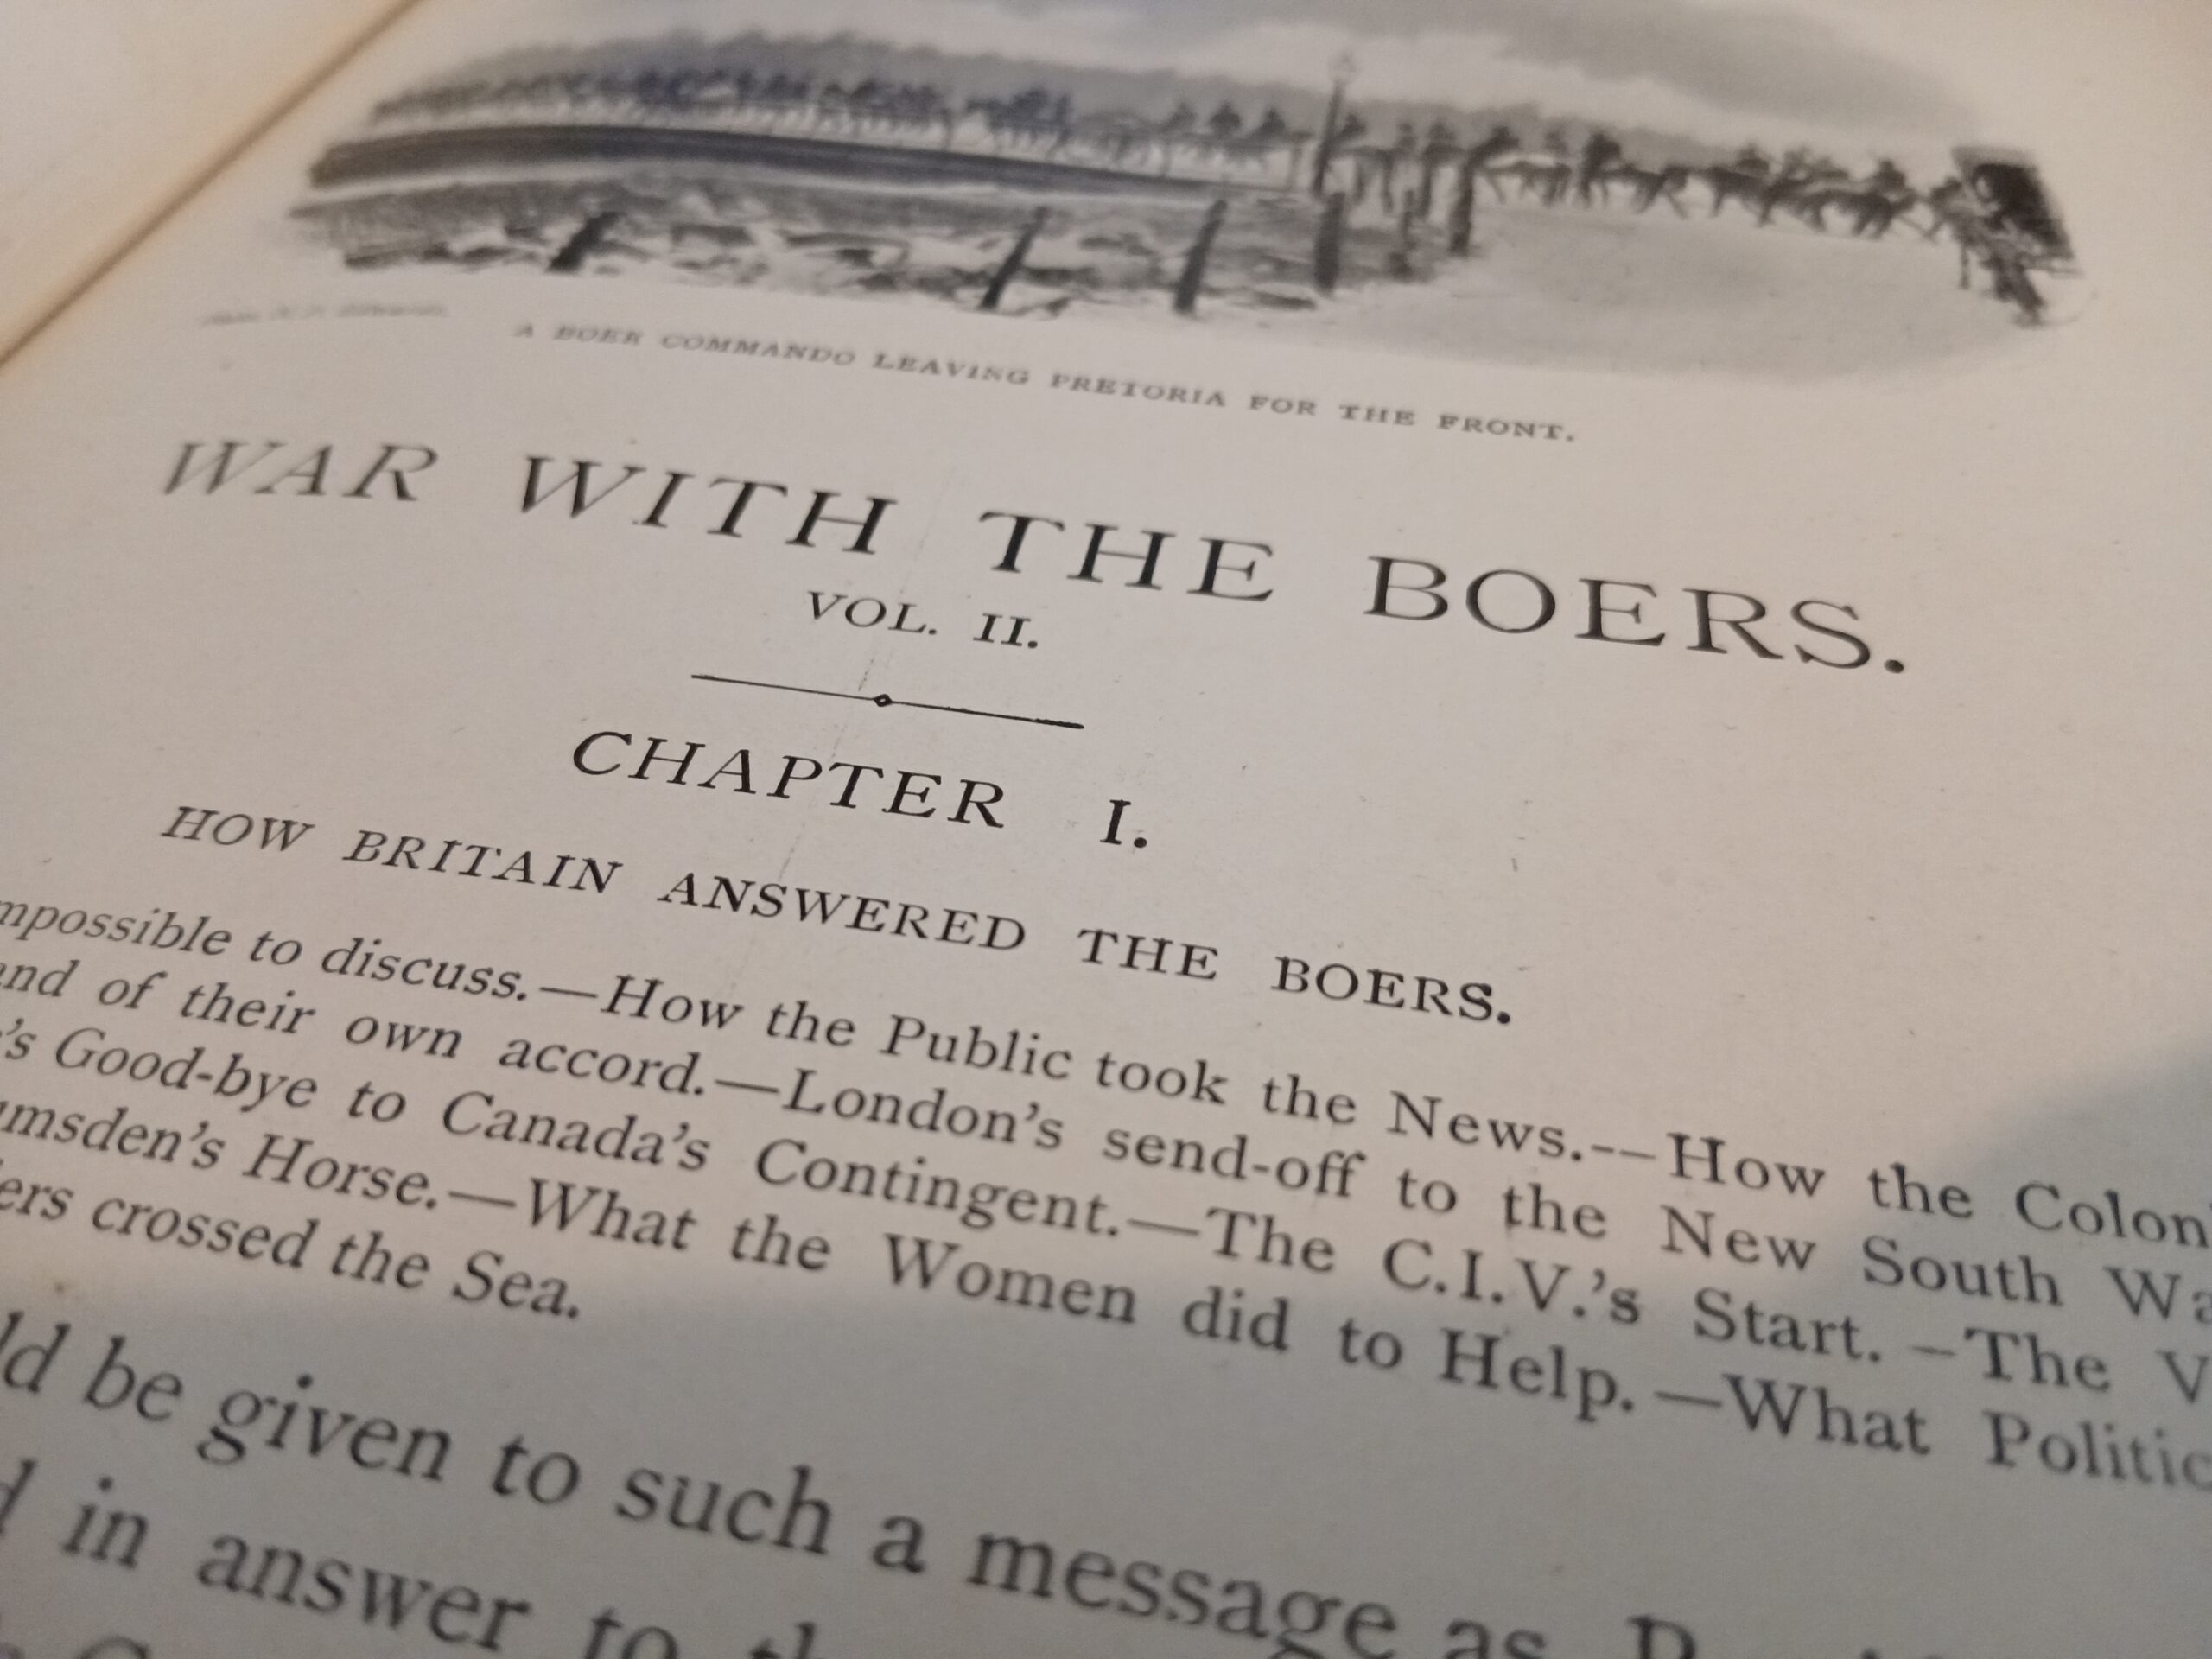 A BOER COMMANDO LEAVING PRETORIA FOR THE FRONT.
WAR WITH THE BOERS.
VOL. II.
CHAPTER I.
HOW BRITAIN ANSWERED THE BOERS.
mpossible to discuss.—How the Public took the News.--—How the Colon
and of their own accord.—London's send-off to the New South Wa
's Good-bye to Canada's Contingent.—The C.I.V.'s Start. —The V
umsden's Horse.—What the Women did to Help. —What Politic
ers crossed the Sea.
ld be given to such a message as
d in answer to